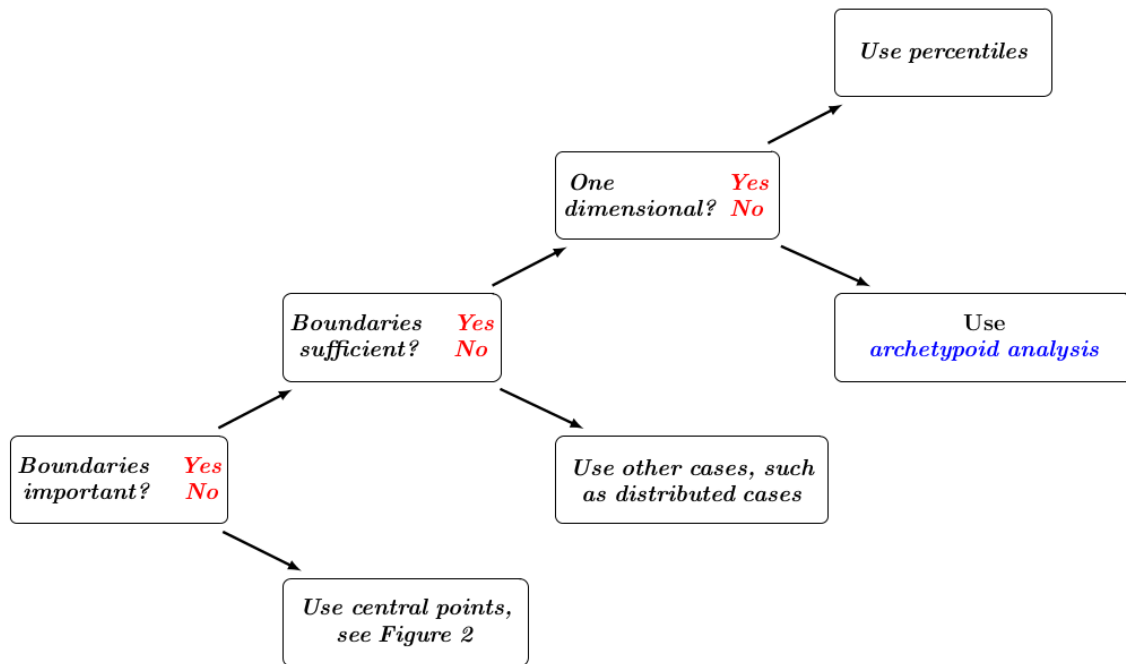 Use percentiles
One Yes
dimensional? No
Boundaries Yes
sufficient? No
Use
archetypoid analysis
Boundaries Yes
important? No
Use other cases, such
as distributed cases
Use central points,
see Figure 2